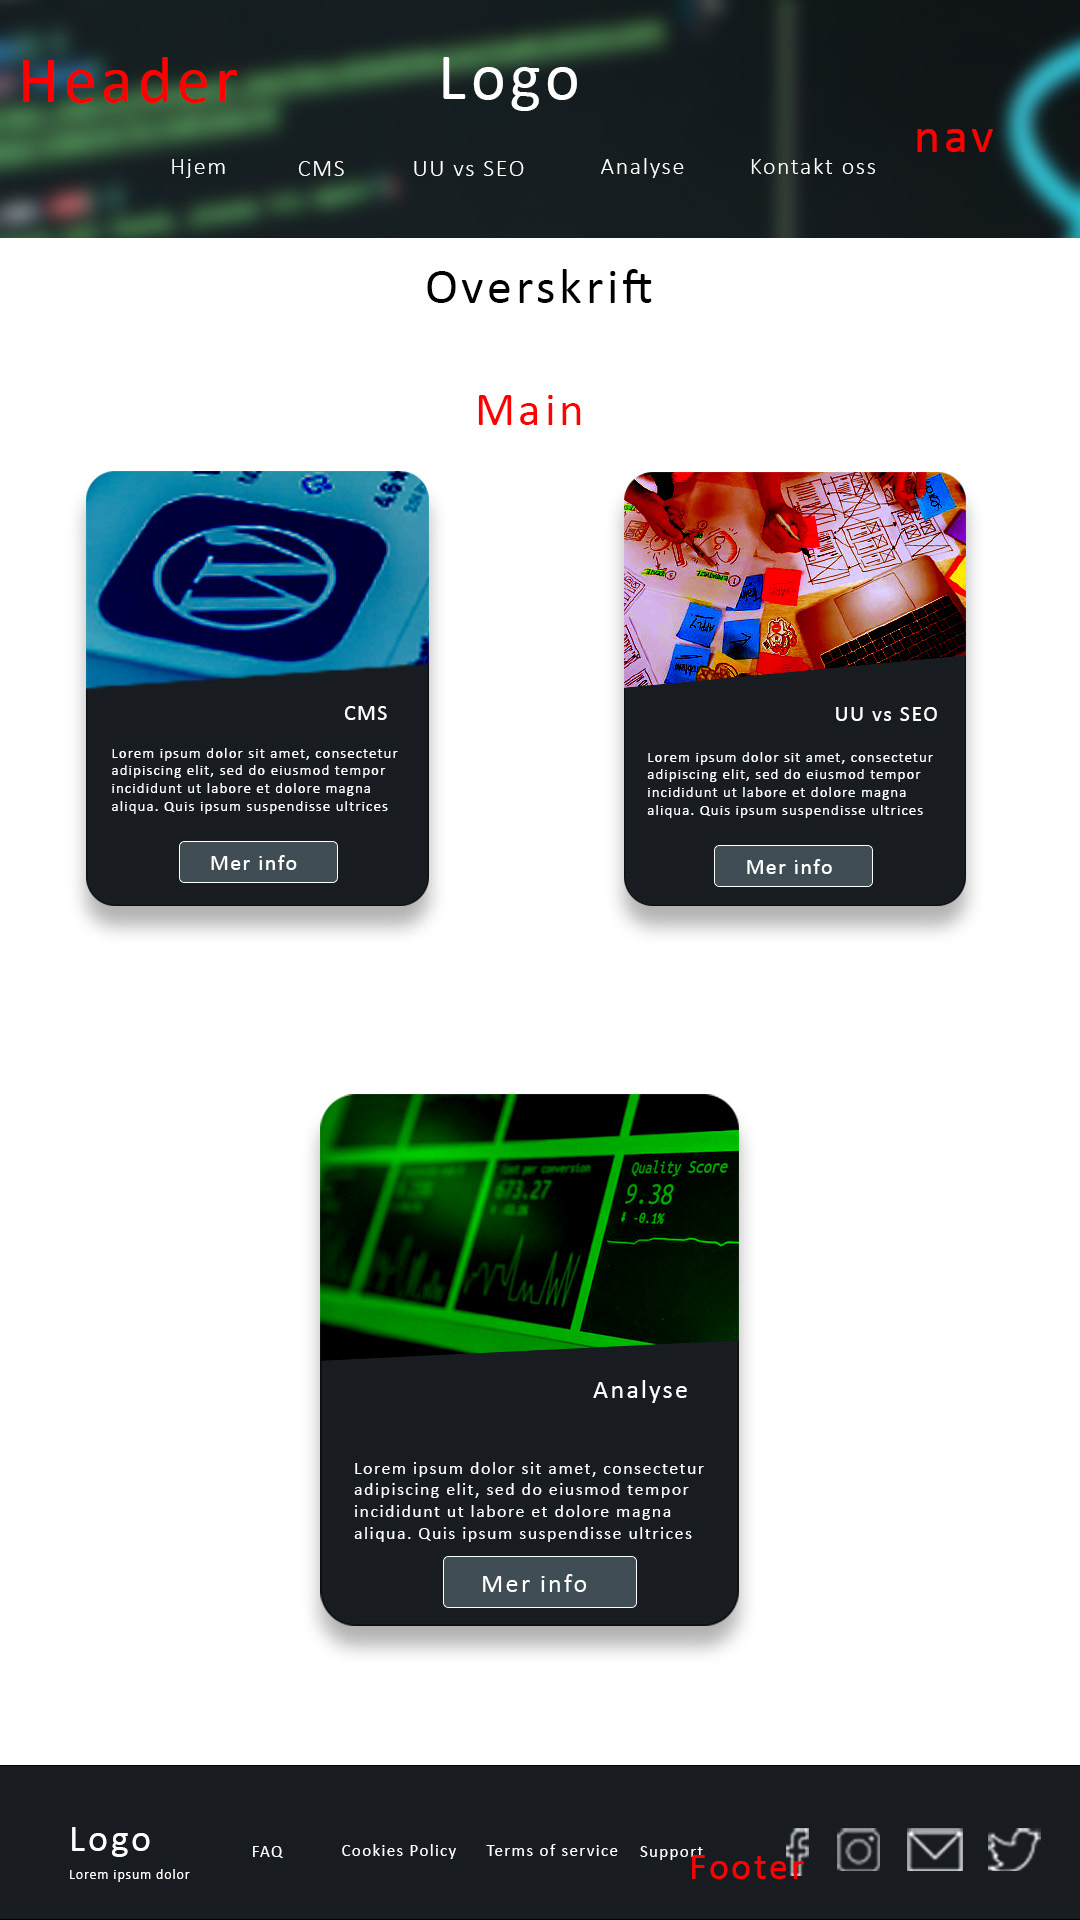 Header
Logo
nav
Hjem CMS UU vs SEO Analyse Kontakt oss
Overskrift
Main
CMS
Lorem ipsum dolor sit amet, consectetur
adipiscing elit, sed do eiusmod tempor
incididunt ut labore et dolore magna
aliqua. Quis ipsum suspendisse ultrices
Mer info
UU vs SEO
Lorem ipsum dolor sit amet, consectetur
adipiscing elit, sed do eiusmod tempor
incididunt ut labore et dolore magna
aliqua. Quis ipsum suspendisse ultrices
Mer info
Cost per conversion
673.27
Quality Score
9.38
-0.1%
Analyse
Lorem ipsum dolor sit amet, consectetur
adipiscing elit, sed do eiusmod tempor
incididunt ut labore et dolore magna
aliqua. Quis ipsum suspendisse ultrices
Mer info
Logo
Lorem ipsum dolor
FAQ Cookies Policy Terms of service Support
Footer